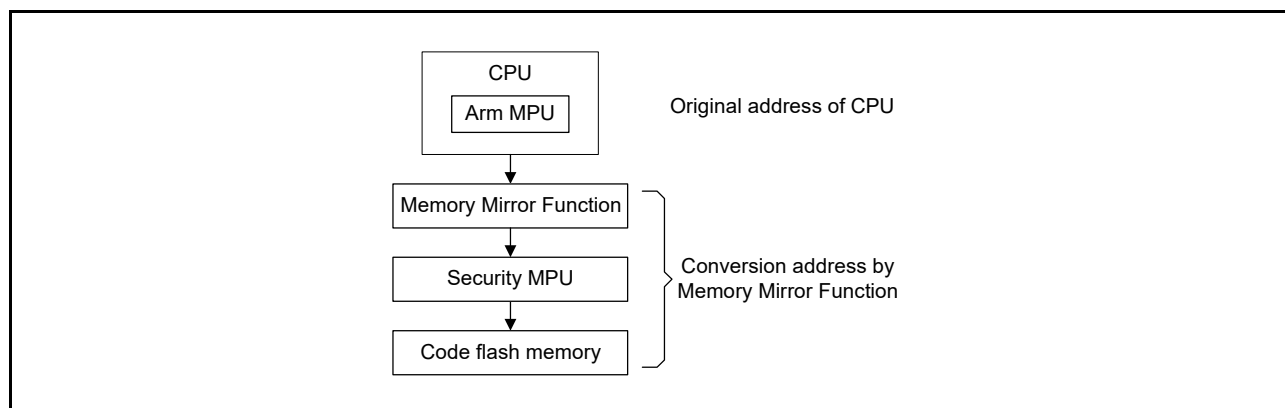 CPU
Arm MPU
Original address of CPU
Memory Mirror Function
Security MPU
Conversion address by
Memory Mirror Function
Code flash memory